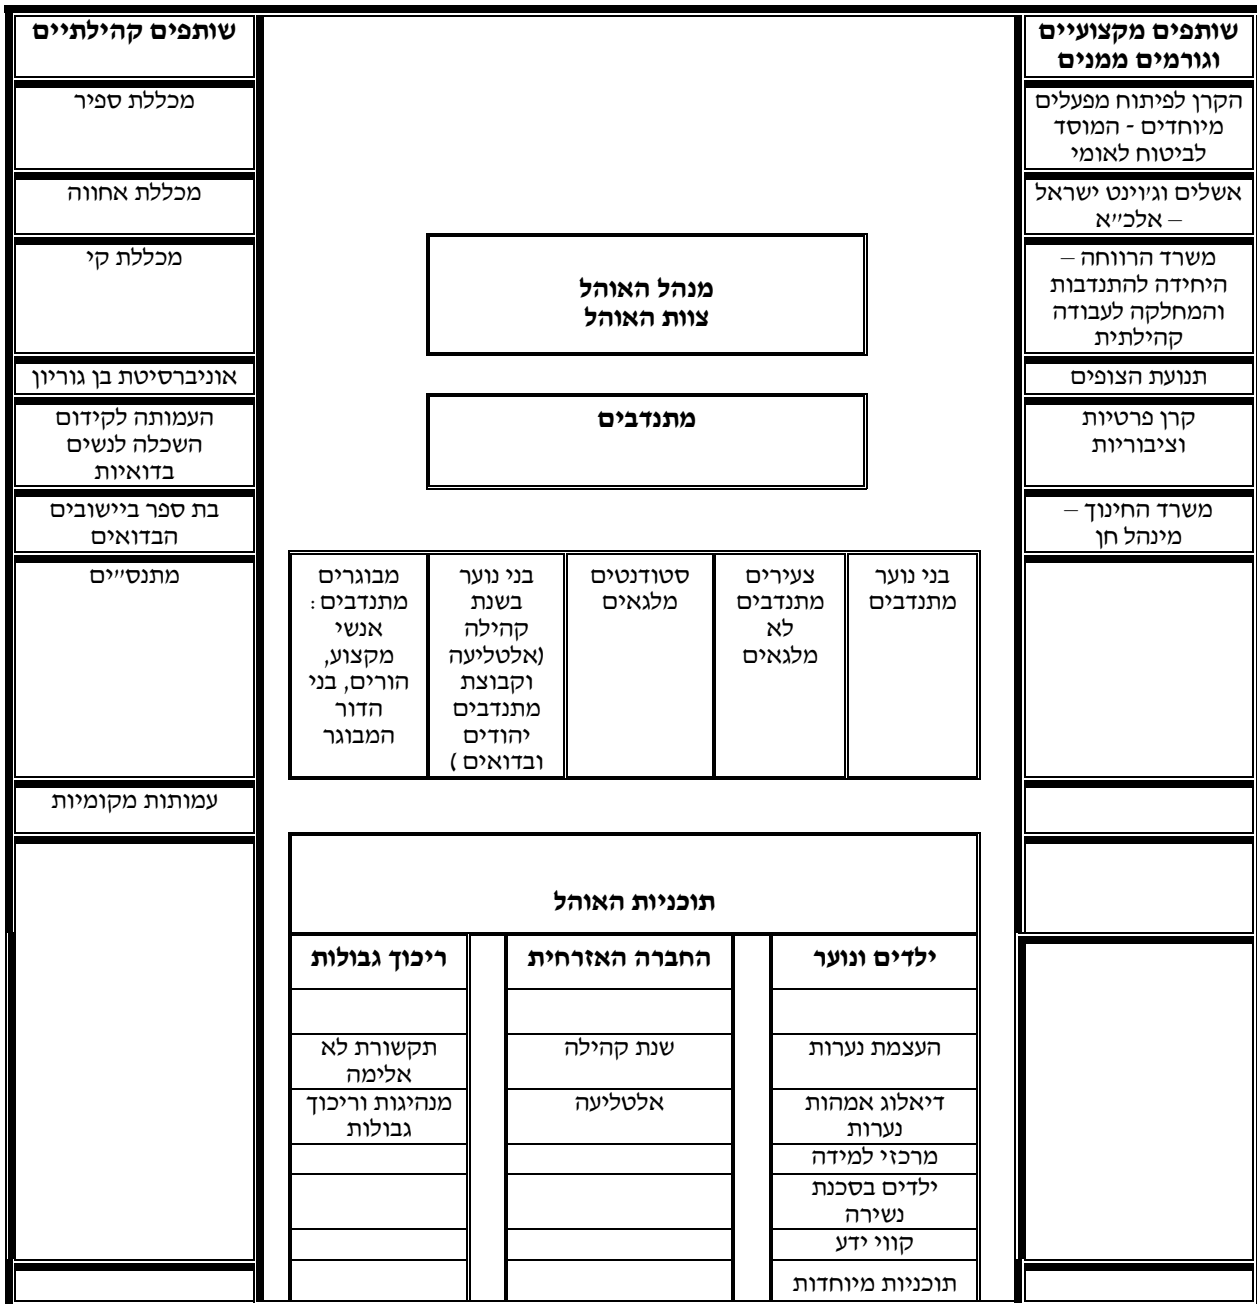 שותפים מקצועיים
וגורמים ממנים
הקרן לפיתוח מפעלים
מיוחדים - המוסד
לביטוח לאומי
אשלים וג'וינט ישראל
– אלכ"א
משרד הרווחה –
היחידה להתנדבות
והמחלקה לעבודה
קהילתית
תנועת הצופים
קרן פרטיות
וציבוריות
משרד החינוך –
מינהל חן
מנהל האוהל
צוות האוהל
מתנדבים
בני נוער
מתנדבים
צעירים
מתנדבים
לא
מלגאים
סטודנטים
מלגאים
בני נוער
בשנת
קהילה
(אלטליעה
וקבוצת
מתנדבים
יהודים
ובדואים )
מבוגרים
מתנדבים:
אנשי
מקצוע,
הורים, בני
הדור
המבוגר
תוכניות האוהל
ילדים ונוער
העצמת נערות
דיאלוג אמהות
נערות
מרכזי למידה
ילדים בסכנת
נשירה
קווי ידע
תוכניות מיוחדות
החברה האזרחית
שנת קהילה
אלטליעה
ריכוך גבולות
תקשורת לא
אלימה
מנהיגות וריכוך
גבולות
שותפים קהילתיים
מכללת ספיר
מכללת אחווה
מכללת קי
אוניברסיטת בן גוריון
העמותה לקידום
השכלה לנשים
בדואיות
בת ספר ביישובים
הבדואים
מתנס"ים
עמותות מקומיות